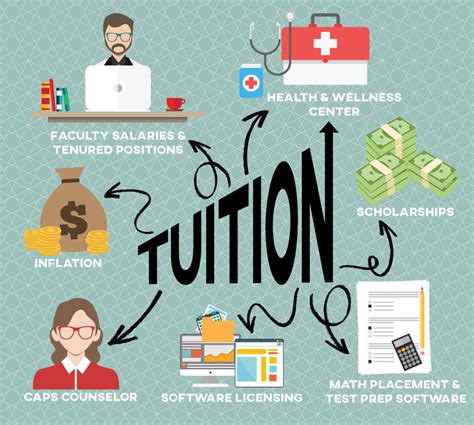 HEALTH & WELLNESS
CENTER
FACULTY SALARIES &
TENURED POSITIONS
SCHOLARSHIPS
TUITION
$
INFLATION
CAPS COUNSELOR
SOFTWARE LICENSING
MATH PLACEMENT &
TEST PREP SOFTWARE